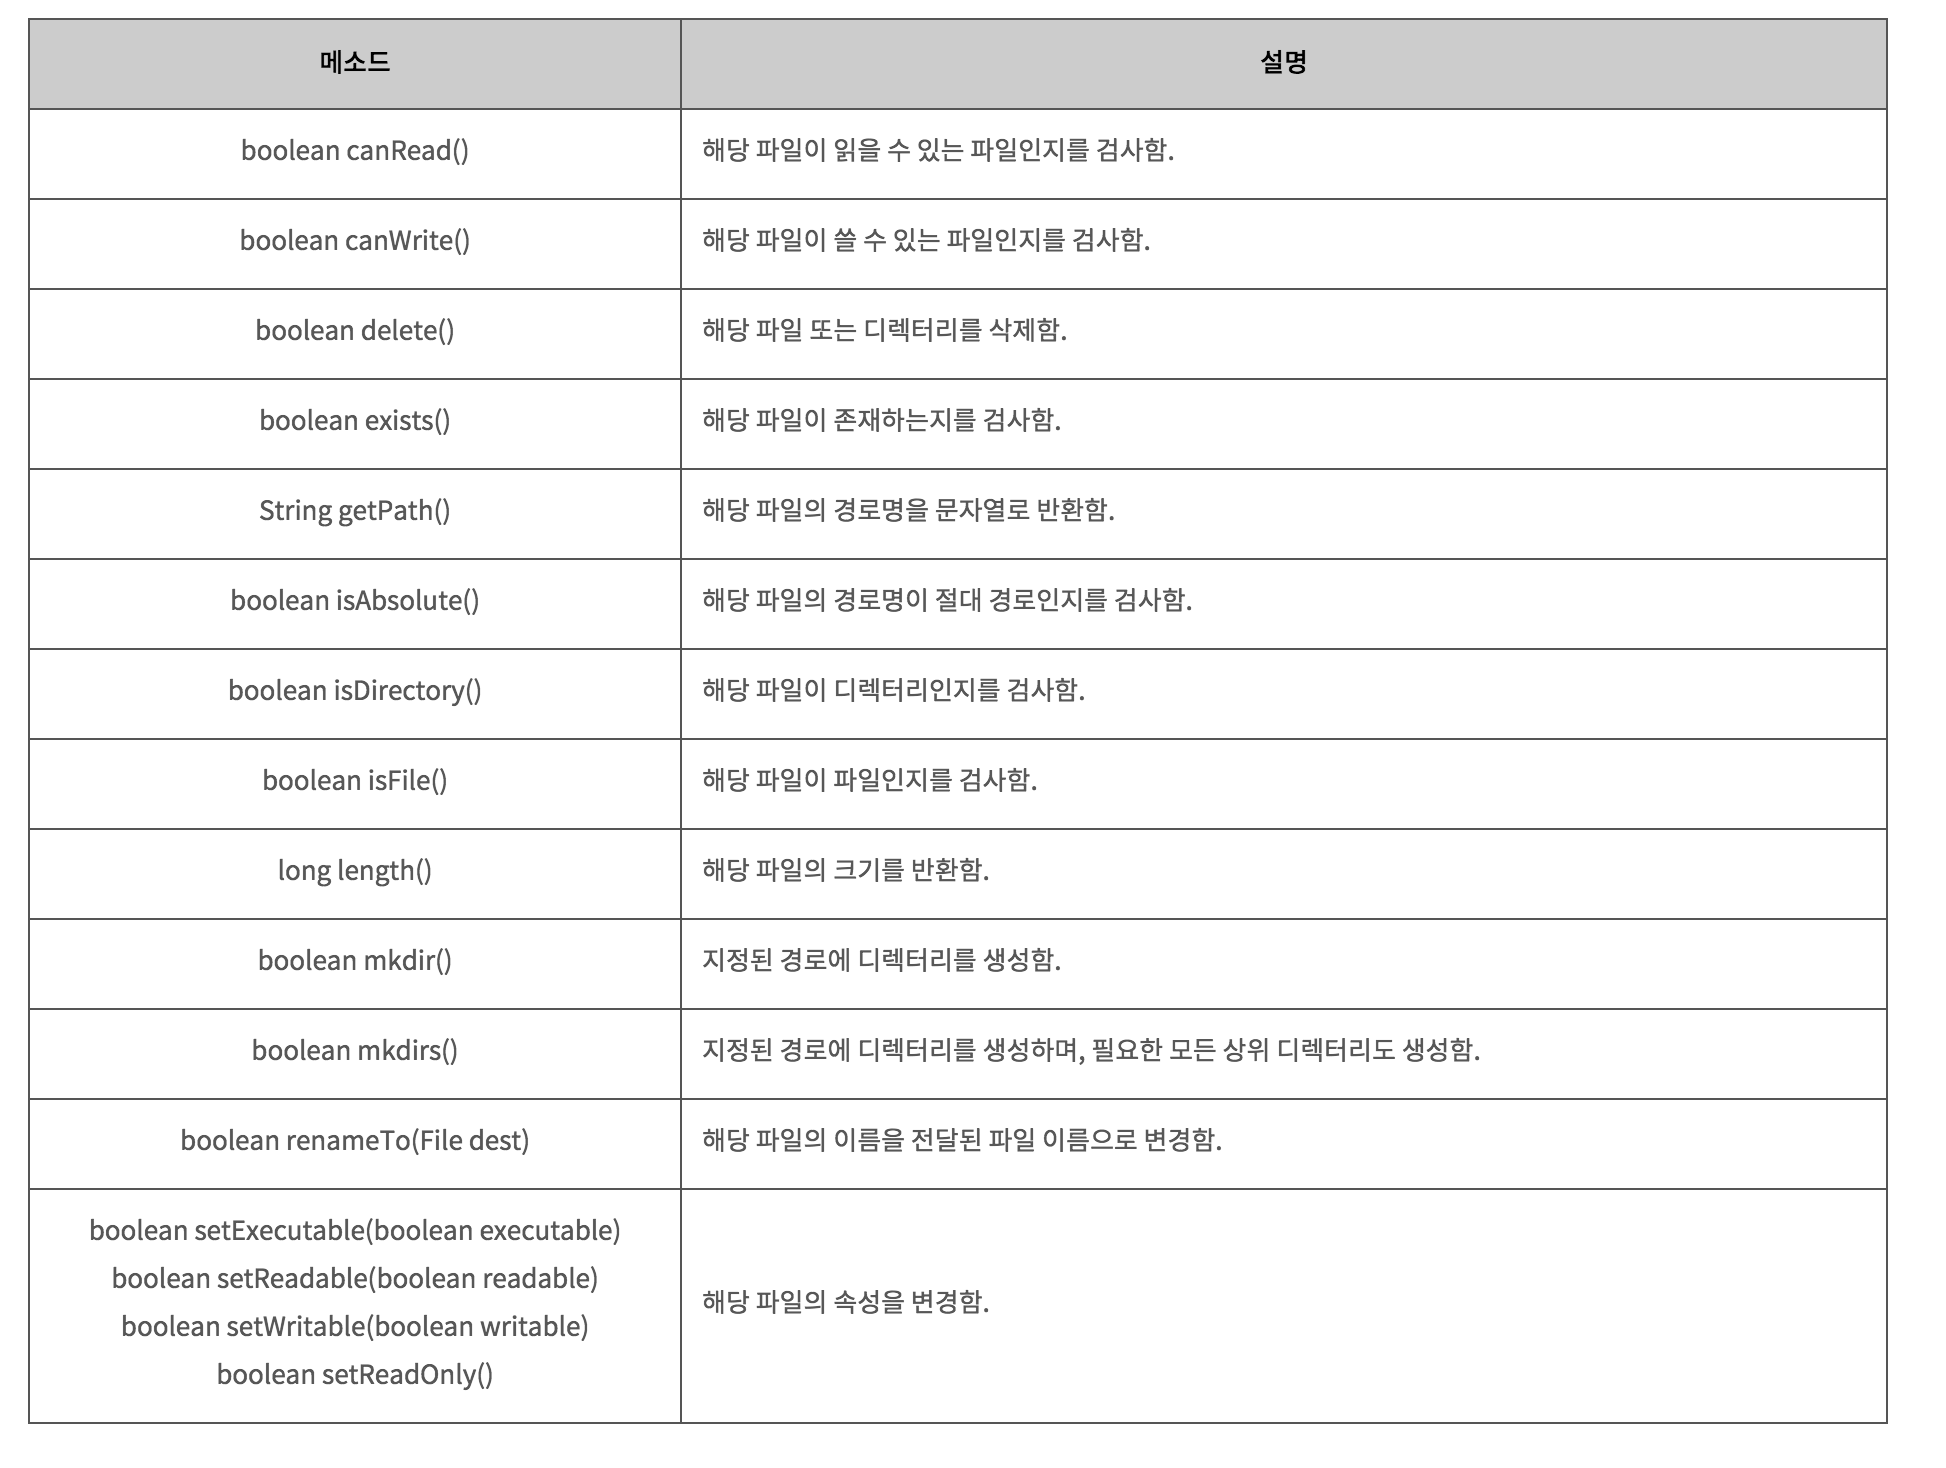 메소드 설명
boolean canRead() 해당 파일이 읽을 수 있는 파일인지를 검사함.
boolean canWrite() 해당 파일이 쓸 수 있는 파일인지를 검사함.
boolean delete() 해당 파일 또는 디렉터리를 삭제함.
boolean exists() 해당 파일이 존재하는지를 검사함.
String getPath() 해당 파일의 경로명을 문자열로 반환함.
boolean isAbsolute() 해당 파일의 경로명이 절대 경로인지를 검사함.
boolean isDirectory() 해당 파일이 디렉터리인지를 검사함.
boolean isFile() 해당 파일이 파일인지를 검사함.
long length() 해당 파일의 크기를 반환함.
boolean mkdir() 지정된 경로에 디렉터리를 생성함.
boolean mkdirs() 지정된 경로에 디렉터리를 생성하며, 필요한 모든 상위 디렉터리도 생성함.
boolean renameTo(File dest) 해당 파일의 이름을 전달된 파일 이름으로 변경함.
boolean setExecutable(boolean executable)
boolean setReadable(boolean readable)
boolean setWritable(boolean writable)
boolean setReadOnly()
해당 파일의 속성을 변경함.